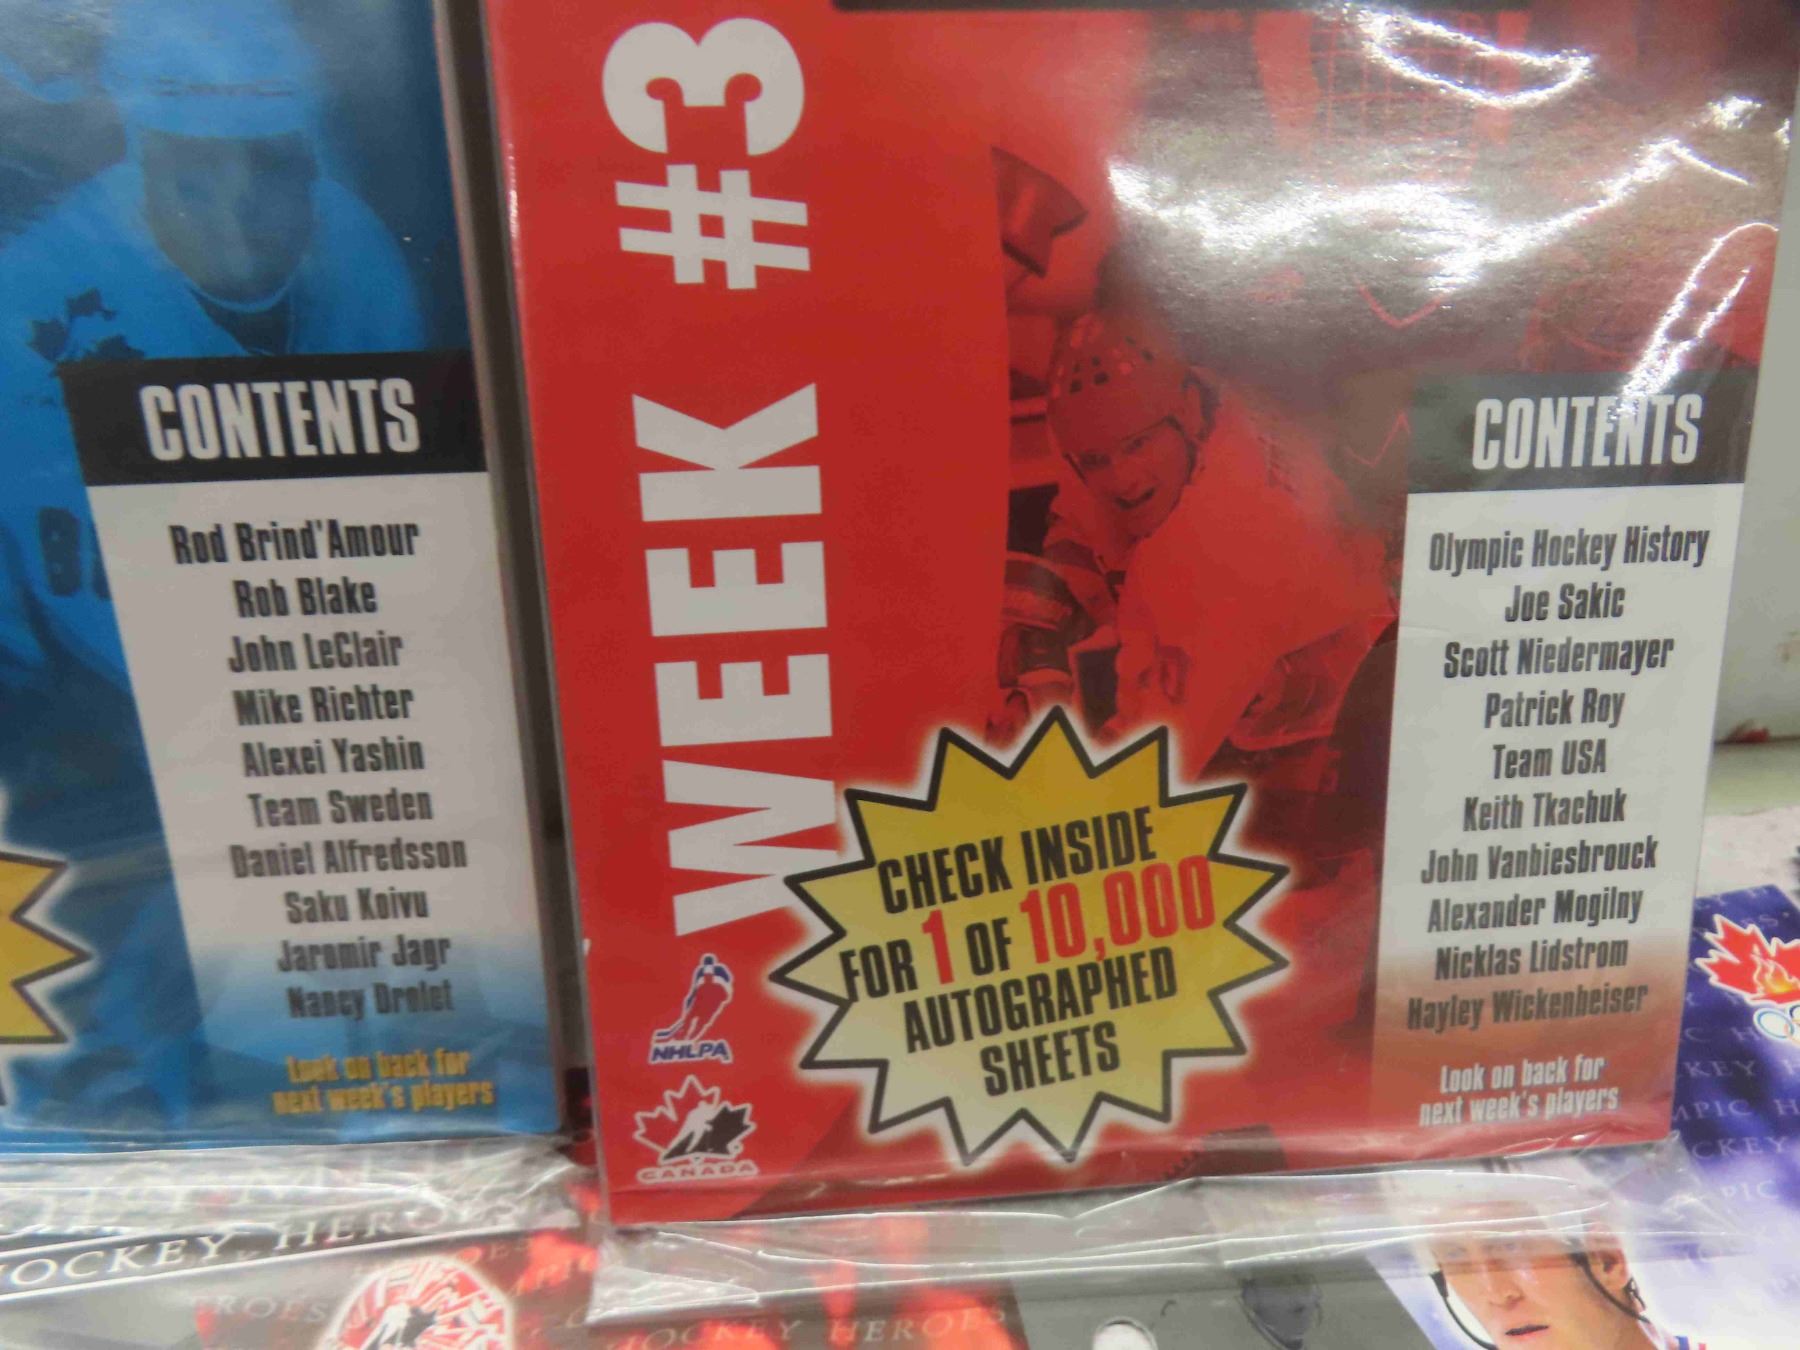 CONTENTS
Rod Brind'Amour
Rob Blake
John LeClair
Mike Richter
Alexei Yashin
Team Sweden
Daniel Alfredsson
Saku Koivu
Jaromir Jagr
Nancy Drolet
Look on back for
next week's players
WEEK #3
CONTENTS
Olympic Hockey History
Joe Sakic
Scott Niedermayer
Patrick Roy
Team USA
Keith Tkachuk
John Vanbiesbrouck
Alexander Mogilny
Nicklas Lidstrom
Hayley Wickenheiser
Look on back for
next week's players
CHECK INSIDE
FOR 1 OF 10,000
AUTOGRAPHED
SHEETS
NHLPA
CANADA
HOCKEY HEROES
HOCKEY HEROES